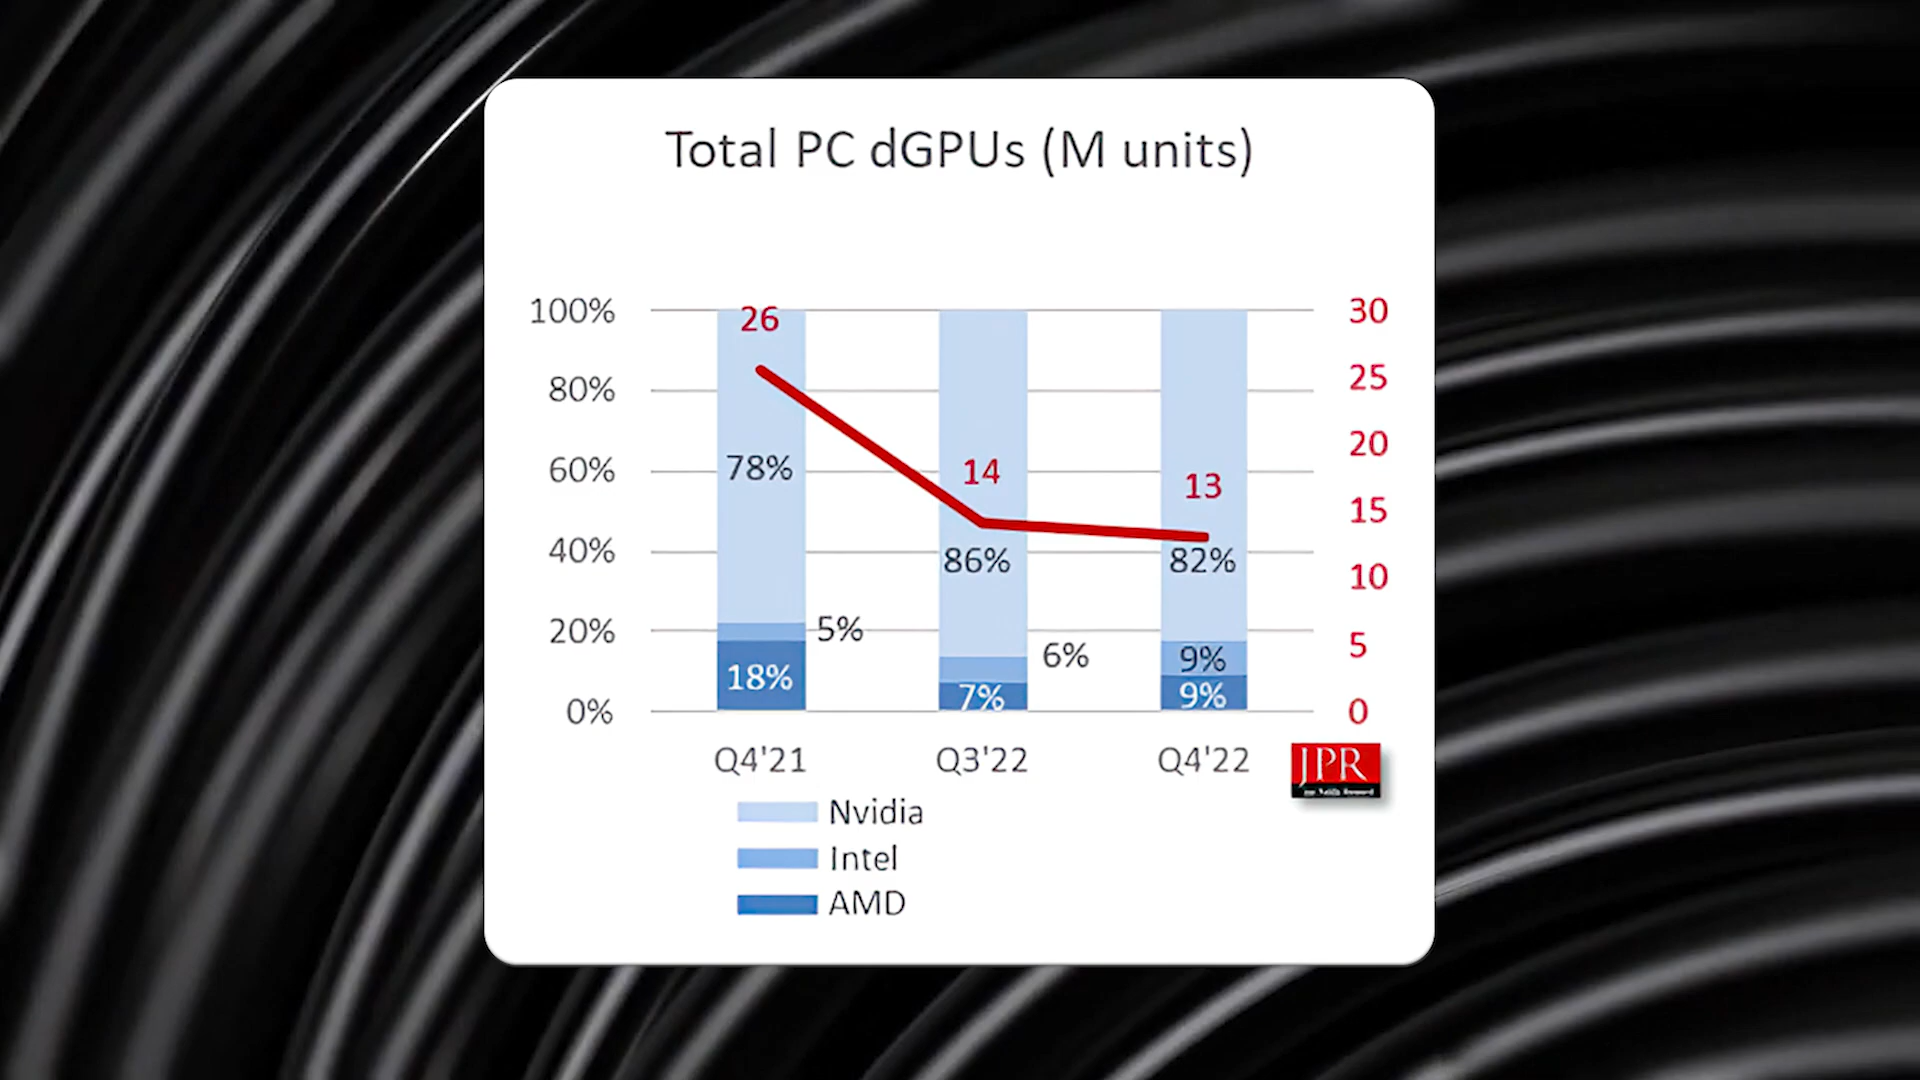 Total PC dGPUs (M units)
100% 26 30
25
80%
78% 20
60% 14 13
15
40% 86% 82%
10
20% 5% 6% 9% 5
18% 7% 9%
0% 0
Q4'21 Q3'22 Q4'22 JPR
Nvidia
Intel
AMD